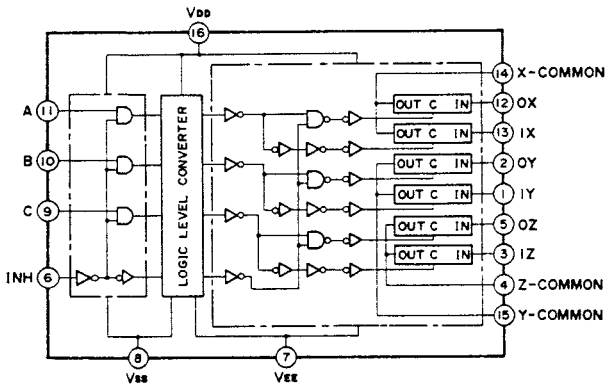 VDD
16
14 X-COMMON
A 11
OUT C IN 12 0X
OUT C IN 13 1X
B 10
OUT C IN 2 0Y
OUT C IN 1 1Y
C 9
OUT C IN 5 0Z
OUT C IN 3 1Z
INH 6
LOGIC LEVEL CONVERTER
4 Z-COMMON
15 Y-COMMON
8
VSS
7
VEE